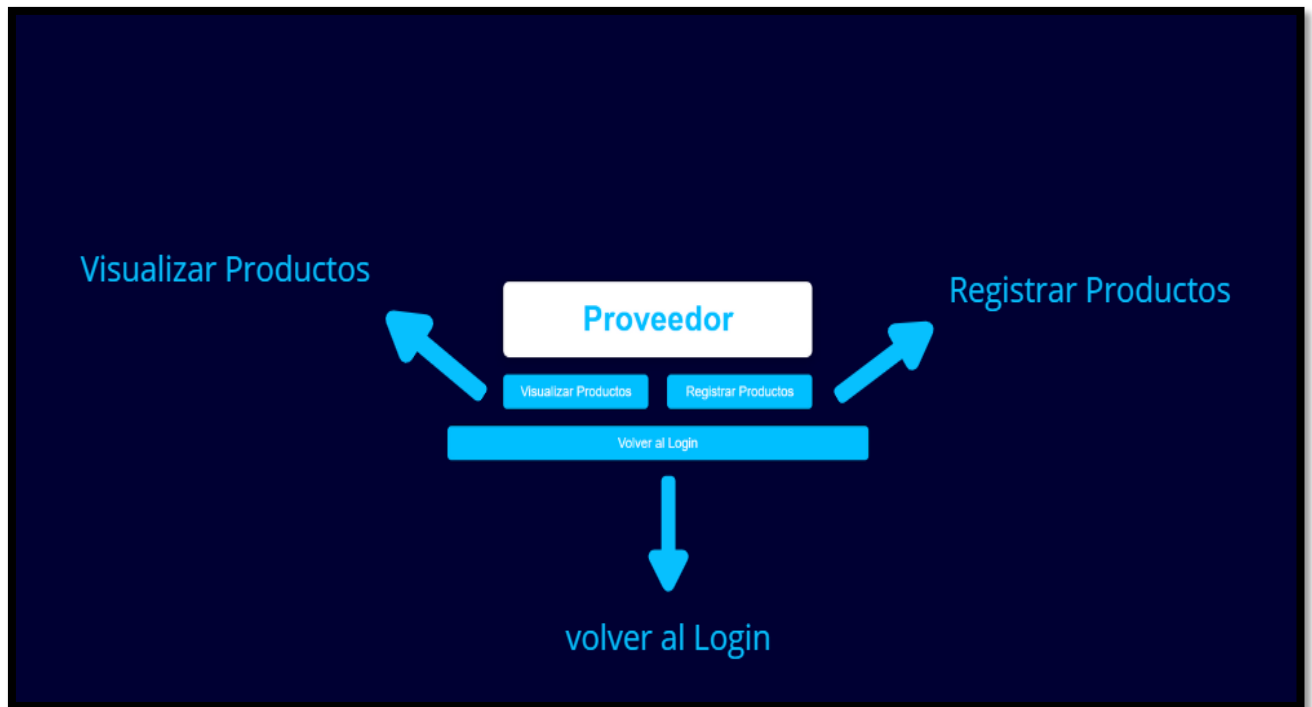 Visualizar Productos
Registrar Productos
Proveedor
Visualizar Productos
Registrar Productos
Volver al Login
volver al Login